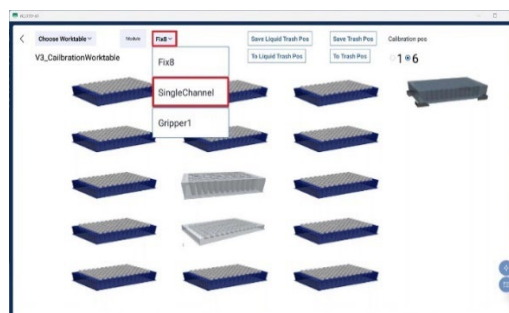 Choose Worktable
Module
Fix8
Save Liquid Trash Pos
Save Trash Pos
Calibration pos
V3_CailbrationWorktable
Fix8
To Liquid Trash Pos
To Trash Pos
1
6
SingleChannel
Gripper1